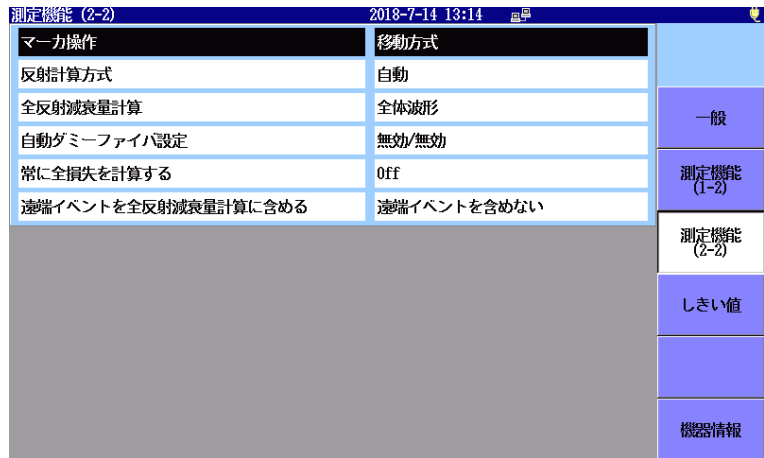 測定機能 (2-2) 2018-7-14 13:14
マーカ操作 移動方式
反射計算方式 自動
全反射減衰量計算 全体波形
自動ダミーファイバ設定 無効/無効
常に全損失を計算する Off
遠端イベントを全反射減衰量計算に含める 遠端イベントを含めない
一般
測定機能
(1-2)
測定機能
(2-2)
しきい値
機器情報